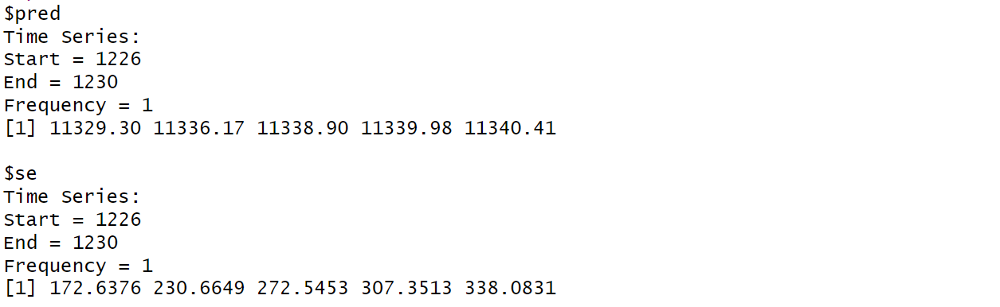 $pred
Time Series:
Start = 1226
End = 1230
Frequency = 1
[1] 11329.30 11336.17 11338.90 11339.98 11340.41
$se
Time Series:
Start = 1226
End = 1230
Frequency = 1
[1] 172.6376 230.6649 272.5453 307.3513 338.0831